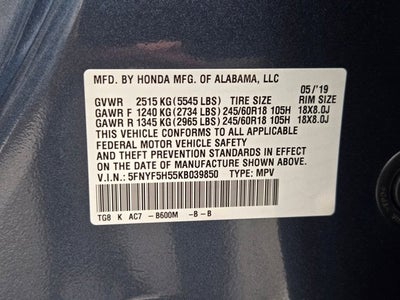 MFD. BY HONDA MFG. OF ALABAMA, LLC
05/'19
GVWR 2515 KG (5545 LBS) TIRE SIZE RIM SIZE
GAWR F 1240 KG (2734 LBS) 245/60R18 105H 18X8.0J
GAWR R 1345 KG (2965 LBS) 245/60R18 105H 18X8.0J
THIS VEHICLE CONFORMS TO ALL APPLICABLE
FEDERAL MOTOR VEHICLE SAFETY
AND THEFT PREVENTION STANDARDS IN EFFECT
ON THE DATE OF MANUFACTURE SHOWN ABOVE.
V.I.N.: 5FNYF5H55KB039850 TYPE: MPV
TG8 K AC7 -B600M -B -B